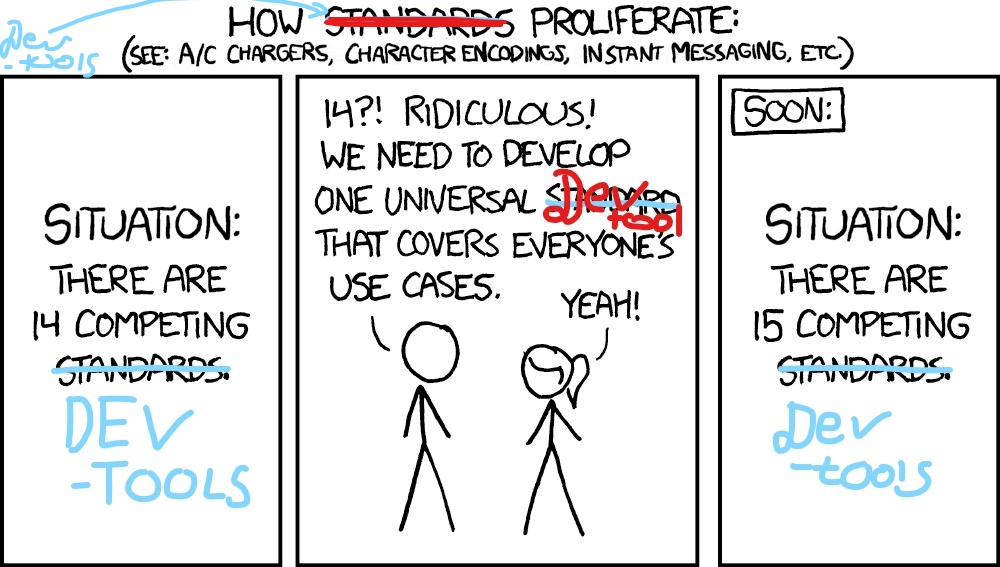 HOW STANDARDS PROLIFERATE:
Dev
-tools
(SEE: A/C CHARGERS, CHARACTER ENCODINGS, INSTANT MESSAGING, ETC.)
SITUATION:
THERE ARE
14 COMPETING
STANDARDS.
DEV
-TOOLS
14?! RIDICULOUS!
WE NEED TO DEVELOP
ONE UNIVERSAL STANDARD
Dev
tool
THAT COVERS EVERYONE'S
USE CASES.
YEAH!
SOON:
SITUATION:
THERE ARE
15 COMPETING
STANDARDS.
Dev
-tools